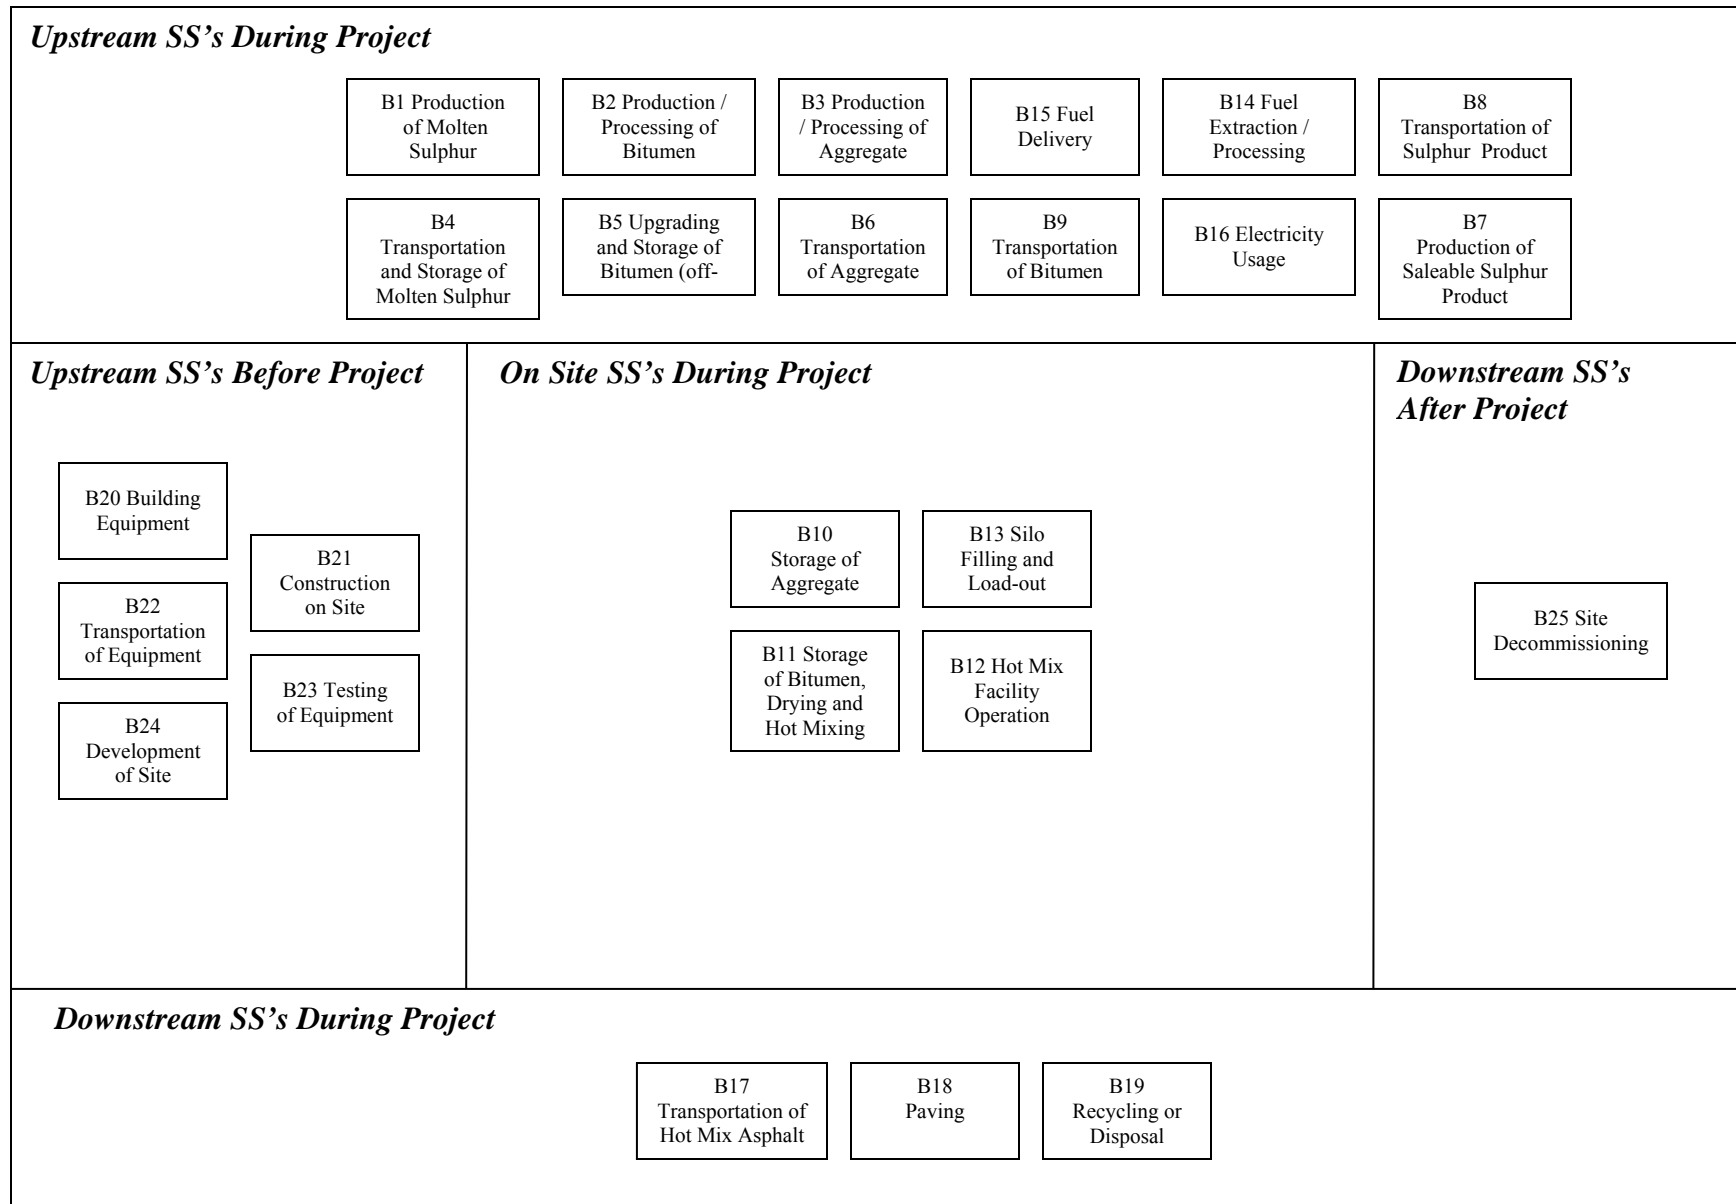 Upstream SS's During Project
B1 Production
of Molten
Sulphur
B2 Production /
Processing of
Bitumen
B3 Production
/ Processing of
Aggregate
B15 Fuel
Delivery
B14 Fuel
Extraction /
Processing
B8
Transportation of
Sulphur Product
B4
Transportation
and Storage of
Molten Sulphur
B5 Upgrading
and Storage of
Bitumen (off-
B6
Transportation
of Aggregate
B9
Transportation
of Bitumen
B16 Electricity
Usage
B7
Production of
Saleable Sulphur
Product
Upstream SS's Before Project
B20 Building
Equipment
B21
Construction
on Site
B22
Transportation
of Equipment
B23 Testing
of Equipment
B24
Development
of Site
On Site SS's During Project
B10
Storage of
Aggregate
B13 Silo
Filling and
Load-out
B11 Storage
of Bitumen,
Drying and
Hot Mixing
B12 Hot Mix
Facility
Operation
Downstream SS's
After Project
B25 Site
Decommissioning
Downstream SS's During Project
B17
Transportation of
Hot Mix Asphalt
B18
Paving
B19
Recycling or
Disposal